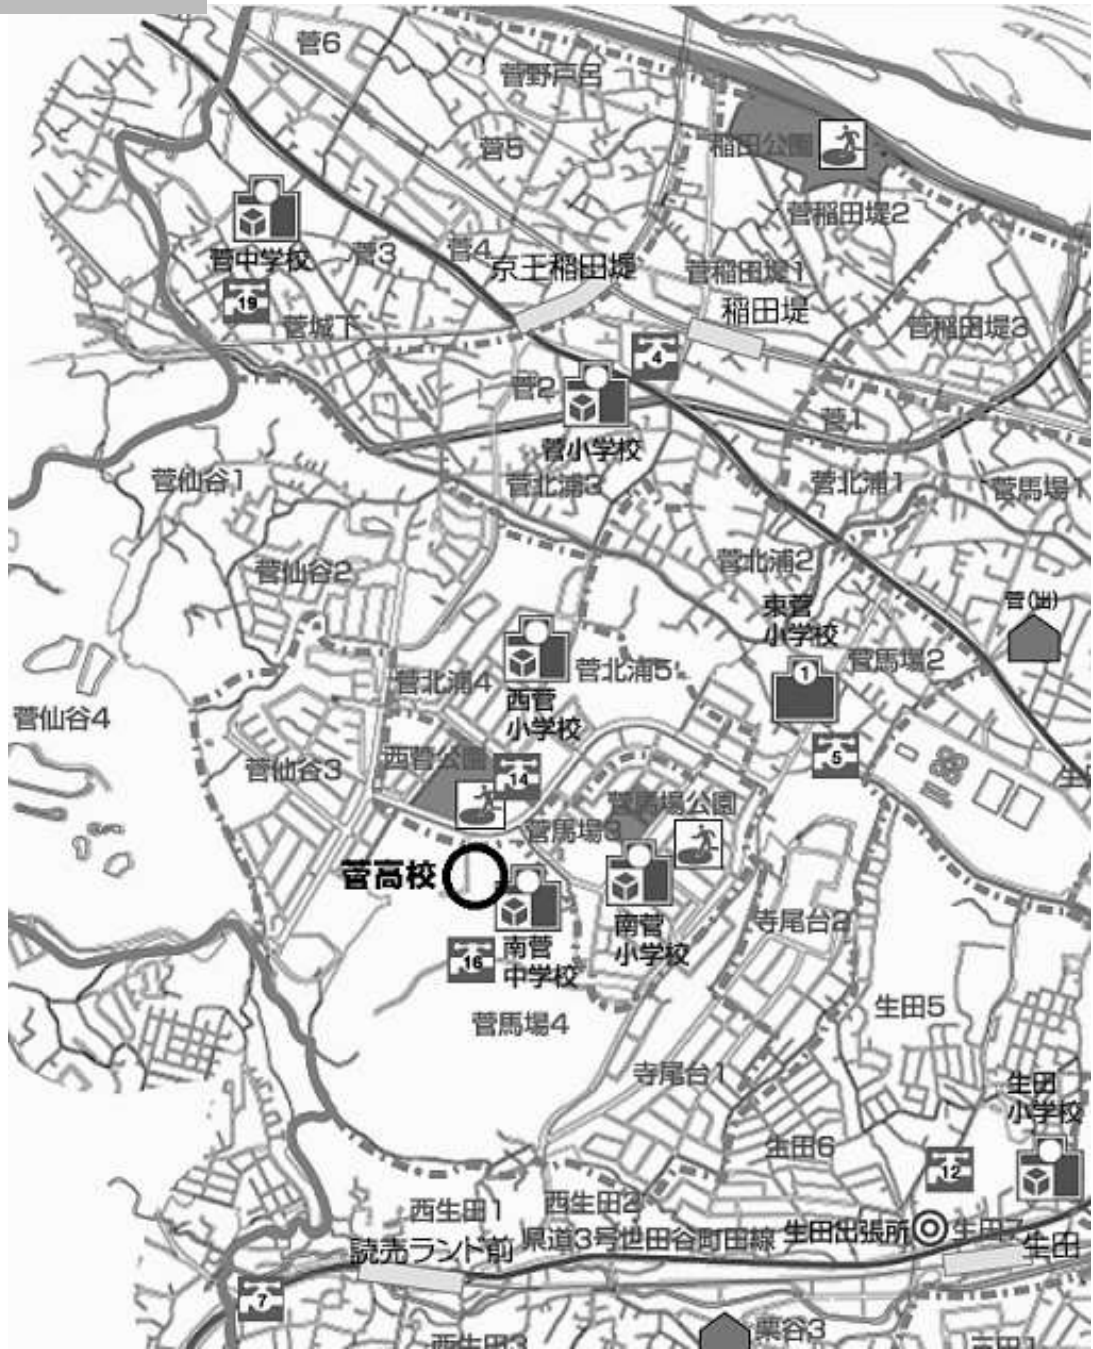 菅6
菅野戸呂
菅5
稲田公園
菅稲田堤2
菅中学校
菅3
菅4
京王稲田堤
菅稲田堤1
稲田堤
19
菅城下
菅稲田堤3
4
菅2
菅1
菅小学校
菅仙谷1
菅北浦3
菅北浦1
菅馬場1
菅仙谷2
菅北浦2
東菅
小学校
菅(出)
菅北浦4
菅北浦5
1
菅馬場2
西菅
小学校
菅仙谷4
菅仙谷3
西菅公園
14
5
菅馬場3
菅馬場公園
菅高校
南菅
小学校
寺尾台2
16
南菅
中学校
菅馬場4
生田5
寺尾台1
生田
小学校
生田6
12
西生田1
西生田2
県道3号世田谷町田線
生田出張所
生田7
生田
読売ランド前
7
栗谷3
西生田3